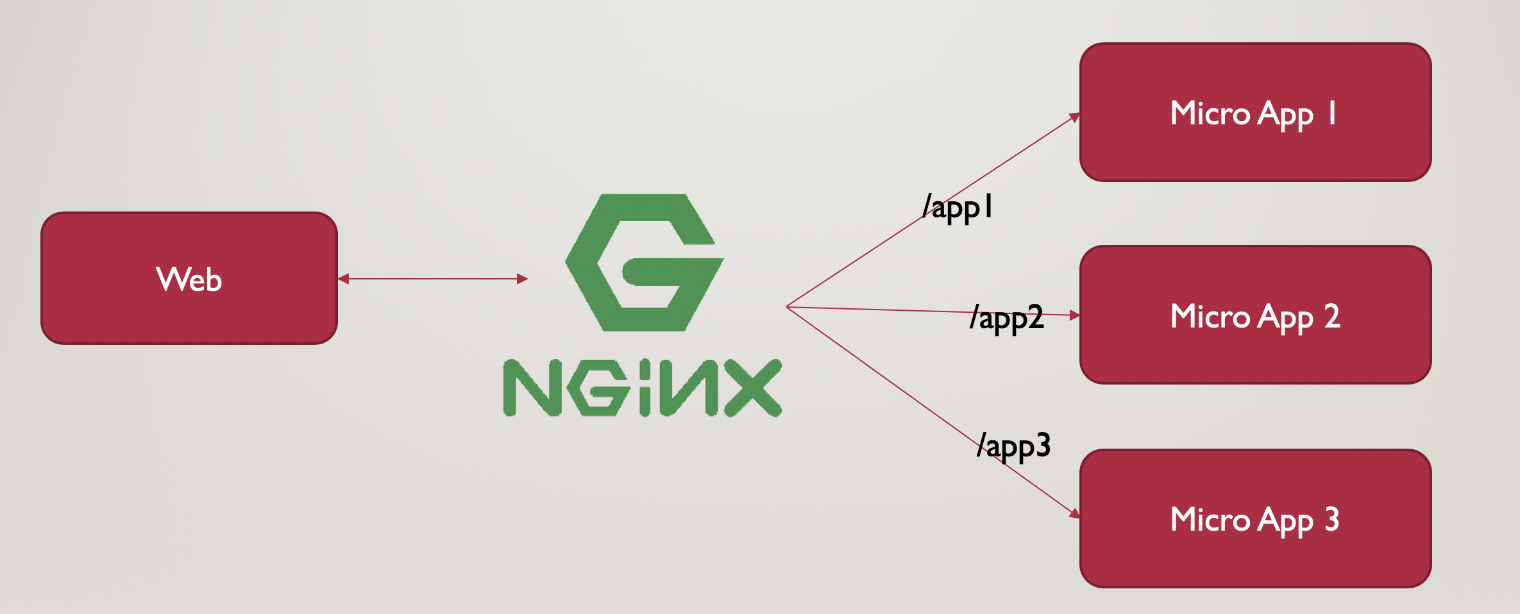 Micro App 1
/app1
Web
Micro App 2
/app2
NGiNX
/app3
Micro App 3